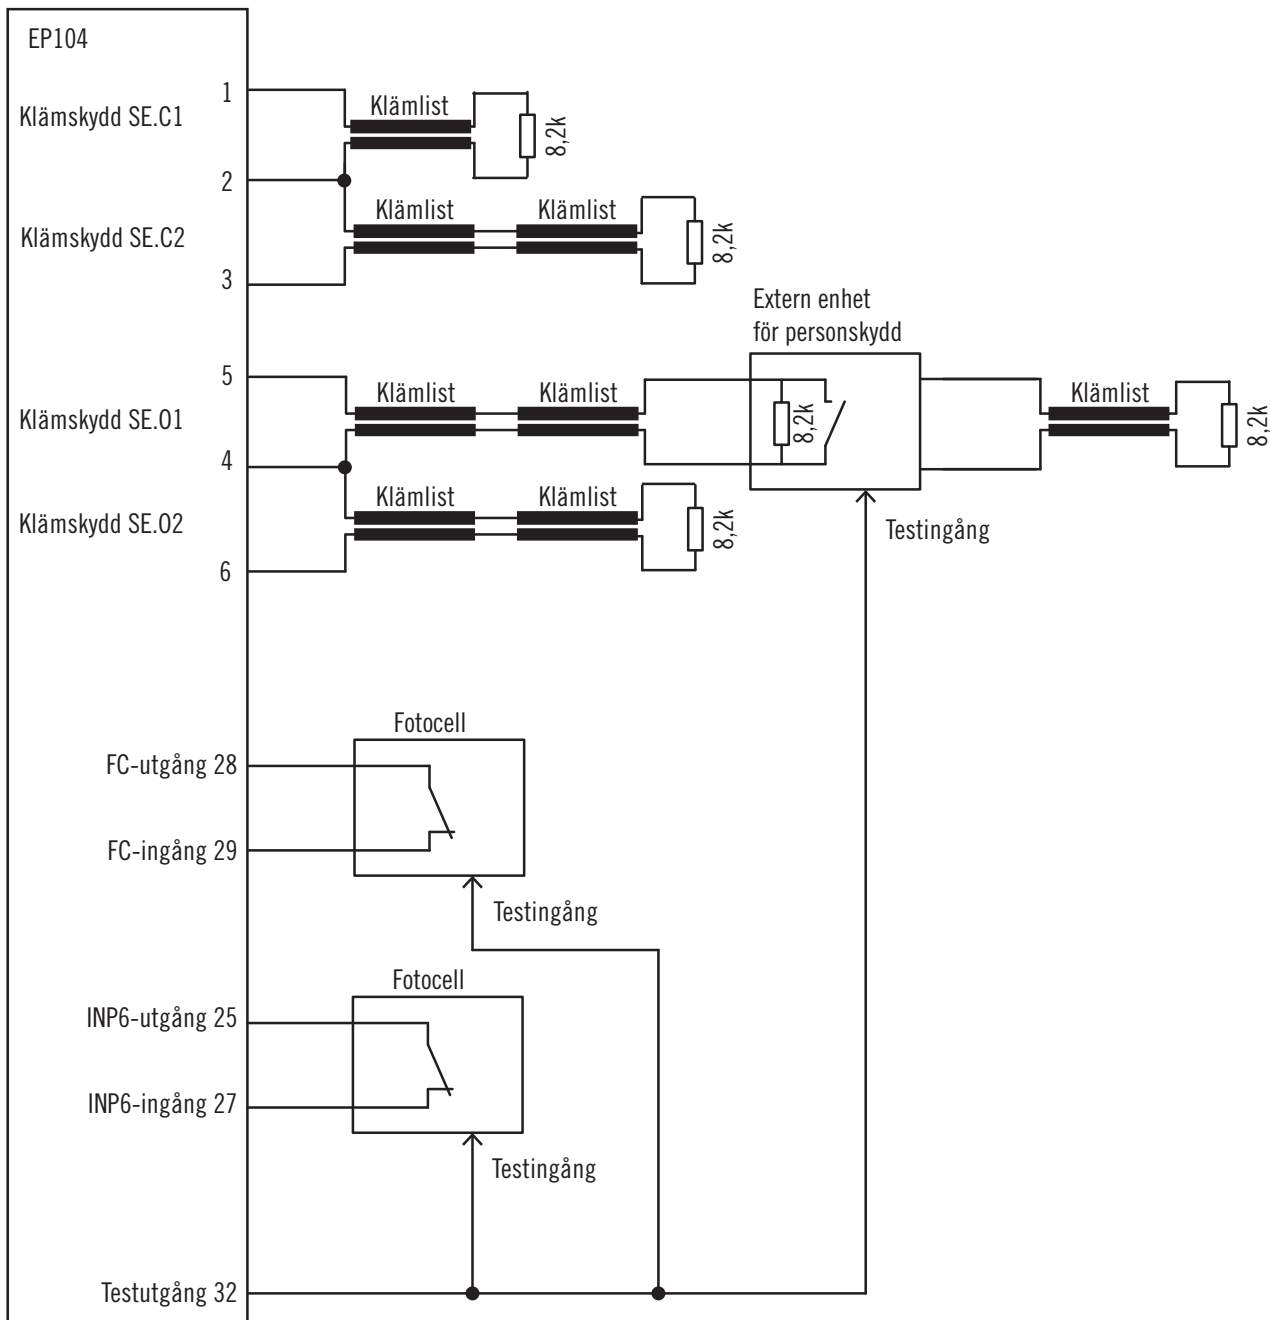 EP104
1
Klämskydd SE.C1
Klämlist
8,2k
2
Klämskydd SE.C2
Klämlist
Klämlist
8,2k
3
Extern enhet
för personskydd
5
Klämskydd SE.O1
Klämlist
Klämlist
8,2k
Klämlist
8,2k
4
Klämskydd SE.O2
Klämlist
Klämlist
8,2k
6
Testingång
Fotocell
FC-utgång 28
FC-ingång 29
Testingång
Fotocell
INP6-utgång 25
INP6-ingång 27
Testingång
Testutgång 32